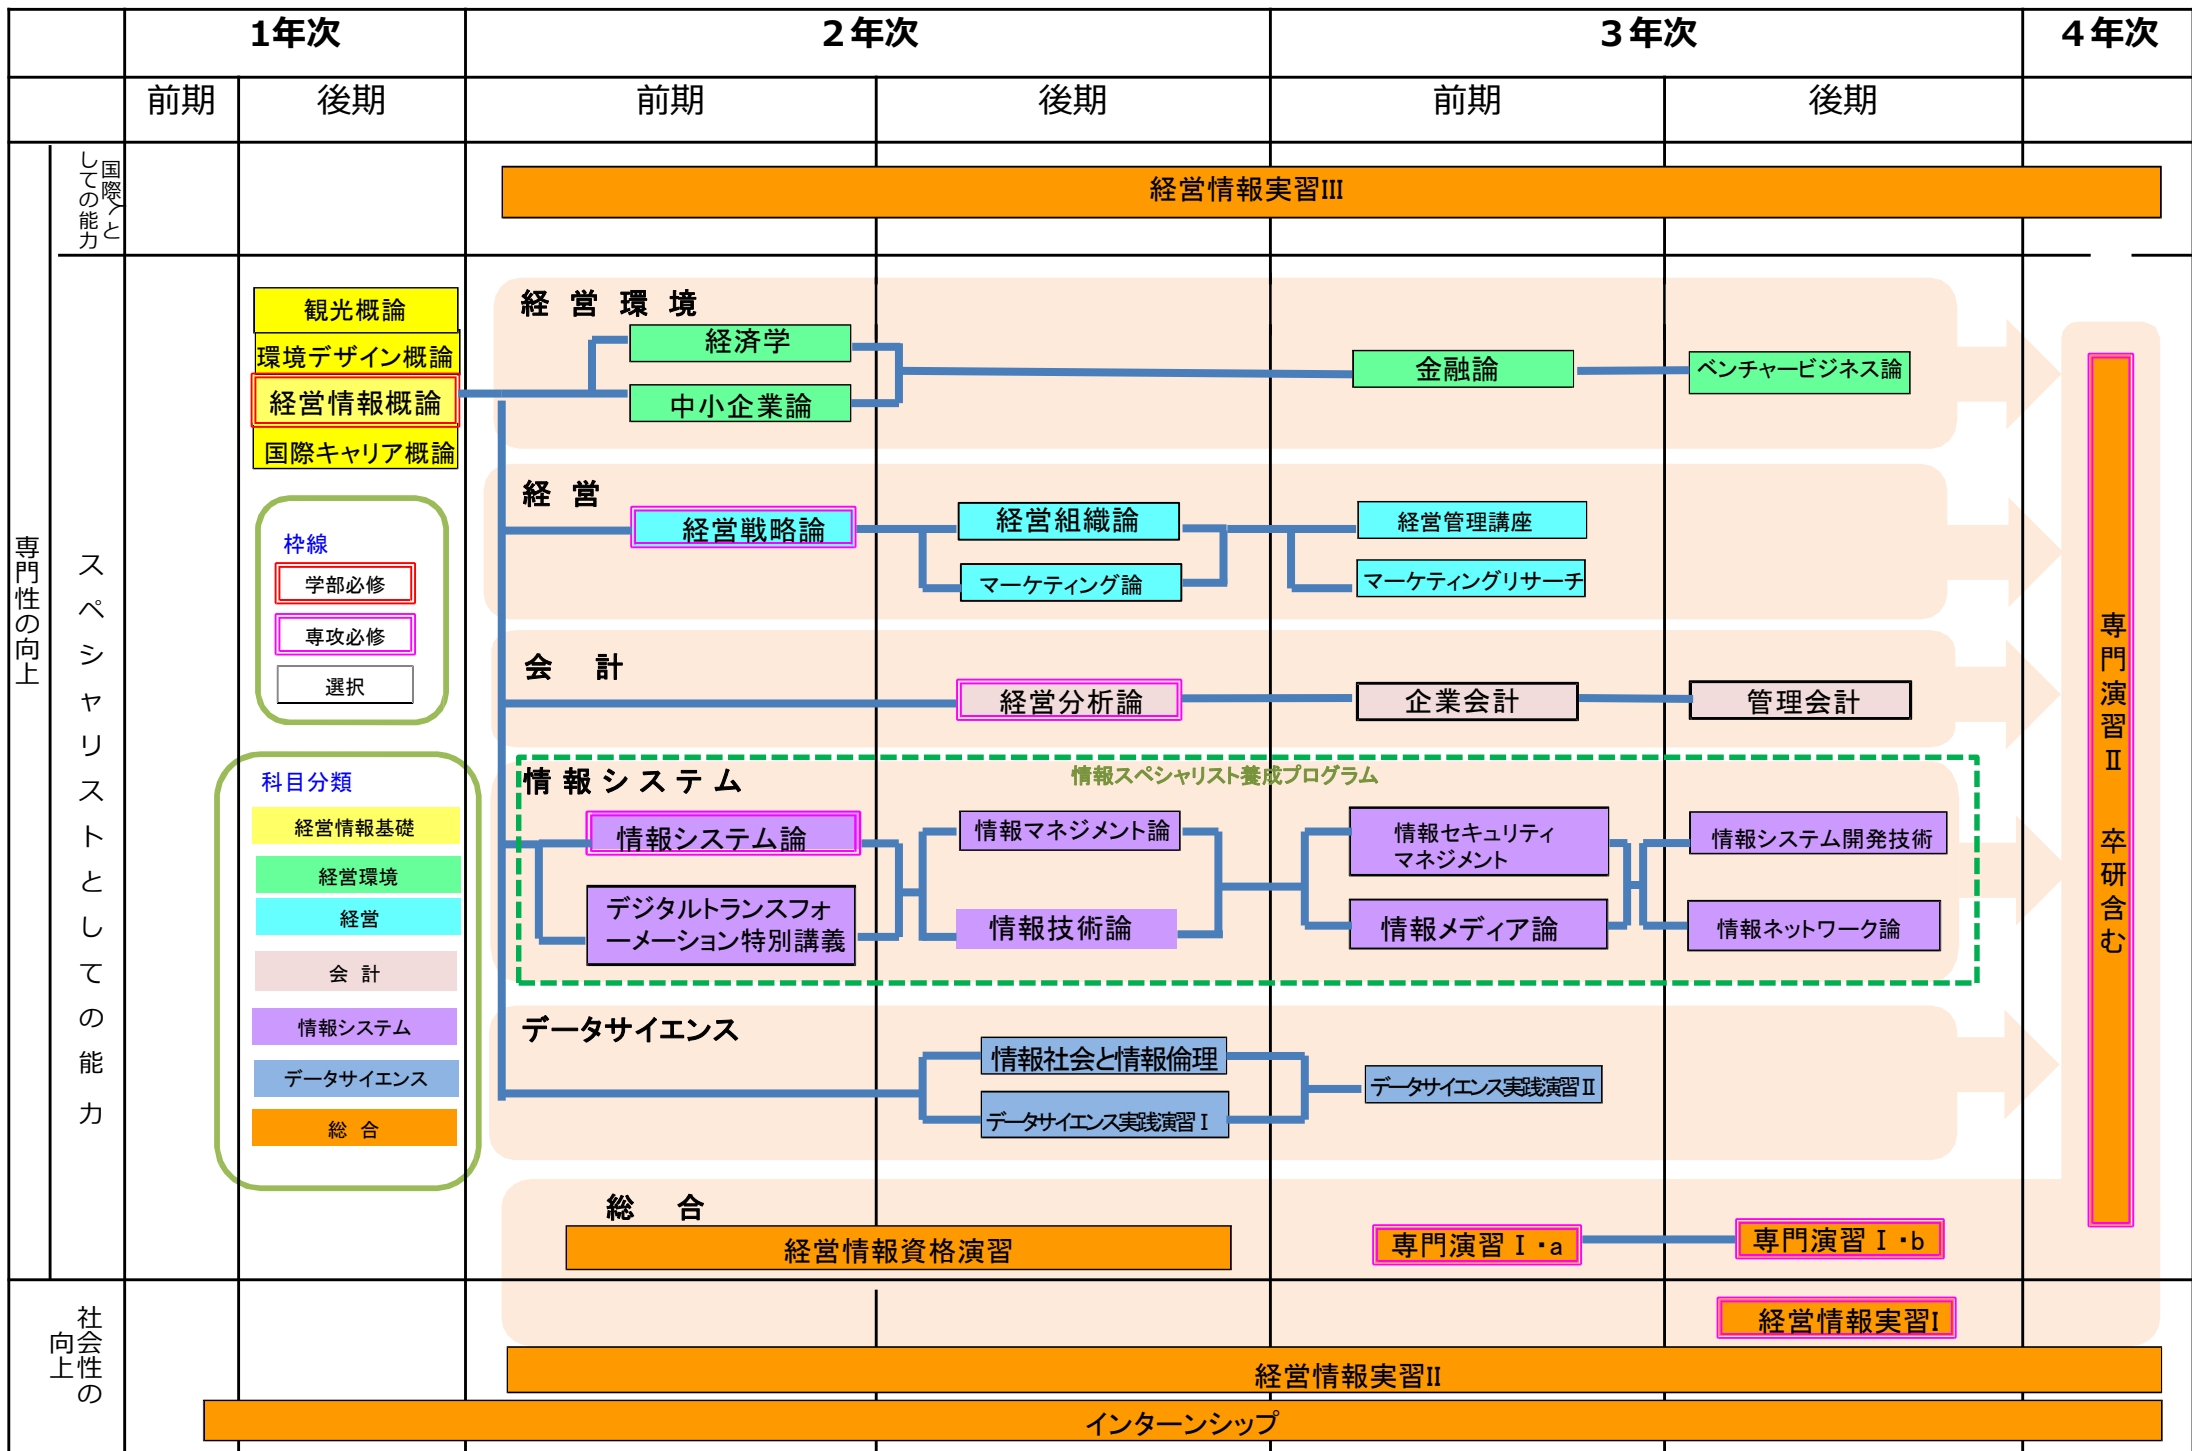 1年次
２年次
３年次
４年次
前期
後期
前期
後期
前期
後期
国際人と
しての能力
経営情報実習III
専門性の向上
スペシャリストとしての能力
観光概論
環境デザイン概論
経営情報概論
国際キャリア概論
枠線
学部必修
専攻必修
選択
科目分類
経営情報基礎
経営環境
経営
会 計
情報システム
データサイエンス
総 合
経 営 環 境
経済学
中小企業論
金融論
ベンチャービジネス論
経 営
経営戦略論
経営組織論
マーケティング論
経営管理講座
マーケティングリサーチ
会 計
経営分析論
企業会計
管理会計
情 報 シ ス テ ム
情報スペシャリスト養成プログラム
情報システム論
デジタルトランスフォ
ーメーション特別講義
情報マネジメント論
情報技術論
情報セキュリティ
マネジメント
情報メディア論
情報システム開発技術
情報ネットワーク論
データサイエンス
情報社会と情報倫理
データサイエンス実践演習Ⅰ
データサイエンス実践演習Ⅱ
総 合
経営情報資格演習
専門演習Ⅰ・a
専門演習Ⅰ・b
専門演習Ⅱ 卒研含む
社会性の
向上
経営情報実習I
経営情報実習II
インターンシップ